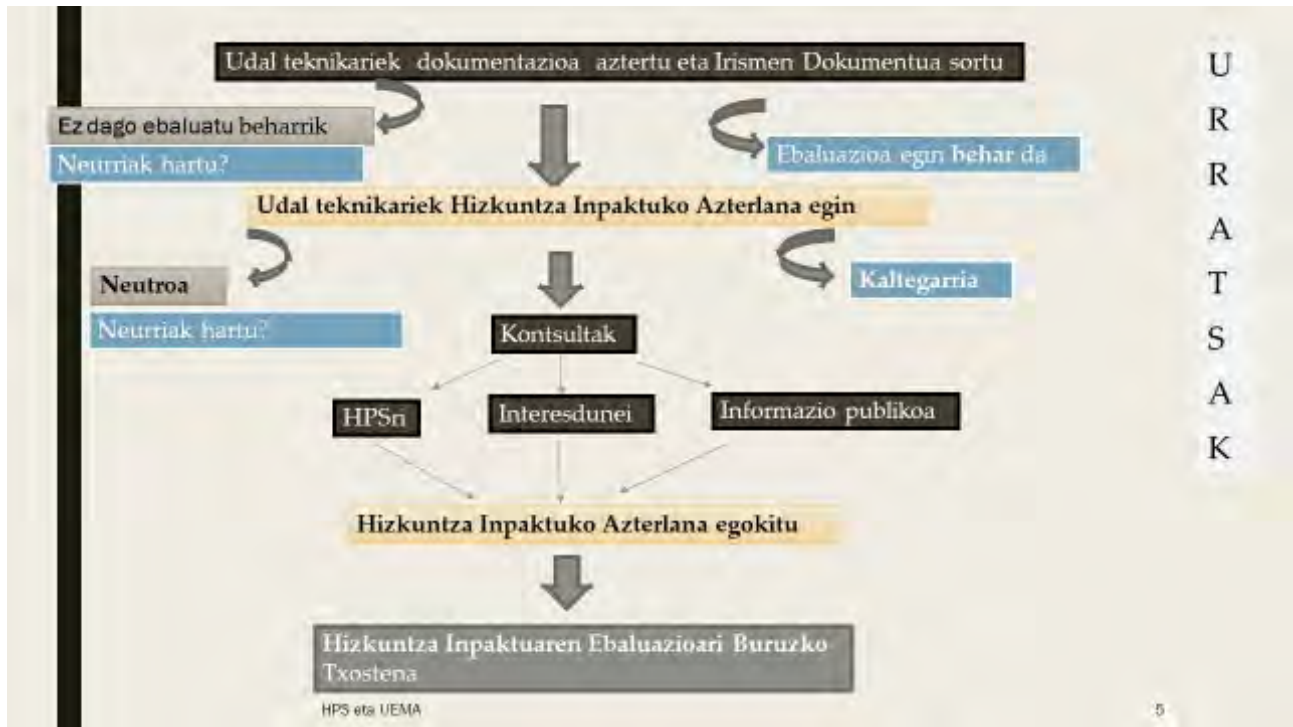 Udal teknikariek dokumentazioa aztertu eta Irismen Dokumentua sortu
Ez dago ebaluatu beharrik
Neurriak hartu?
Ebaluazioa egin behar da
Udal teknikariek Hizkuntza Inpaktuko Azterlana egin
Neutroa
Neurriak hartu?
Kaltegarria
Kontsultak
HPSri
Interesdunei
Informazio publikoa
Hizkuntza Inpaktuko Azterlana egokitu
Hizkuntza Inpaktuaren Ebaluazioari Buruzko
Txostena
HPS eta UEMA
5
U
R
R
A
T
S
A
K